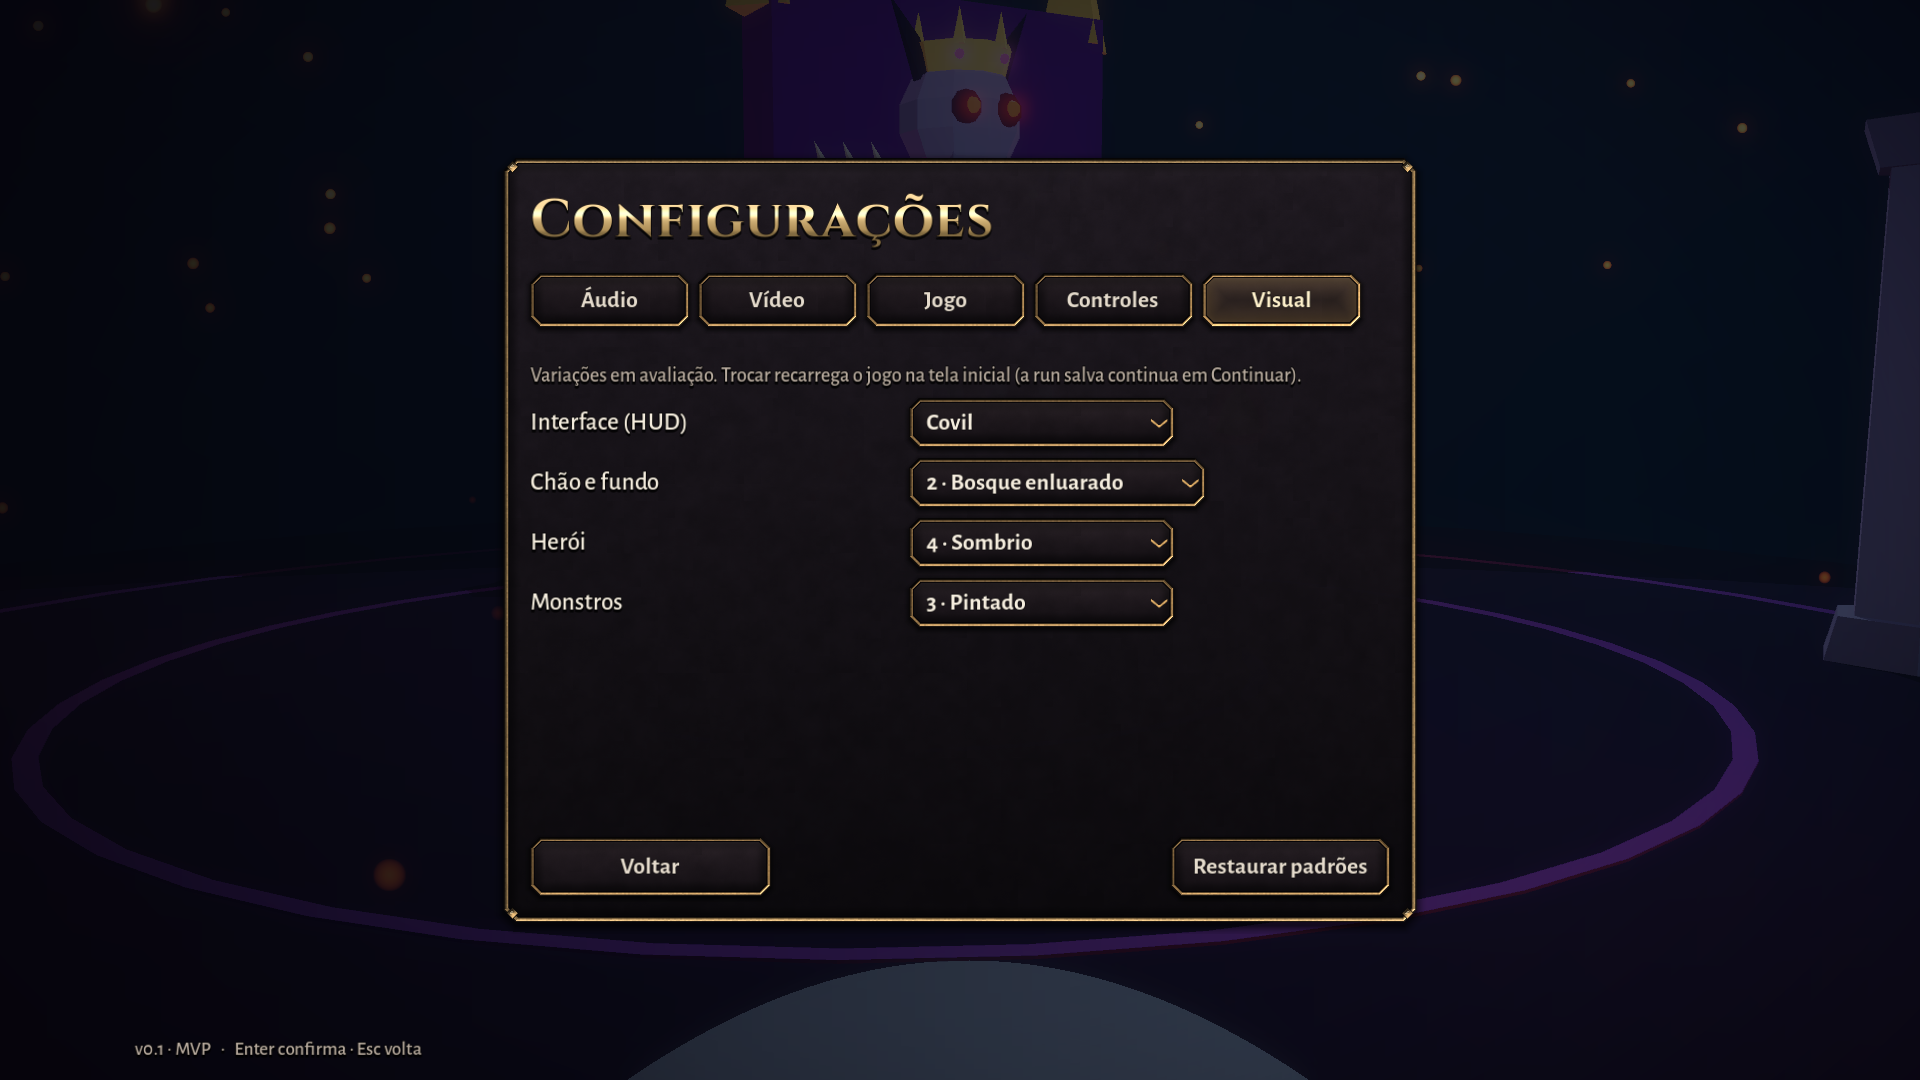 Configurações
Áudio
Vídeo
Jogo
Controles
Visual
Variações em avaliação. Trocar recarrega o jogo na tela inicial (a run salva continua em Continuar).
Interface (HUD)
Covil
Chão e fundo
2 · Bosque enluarado
Herói
4 · Sombrio
Monstros
3 · Pintado
Voltar
Restaurar padrões
v0.1 · MVP · Enter confirma · Esc volta